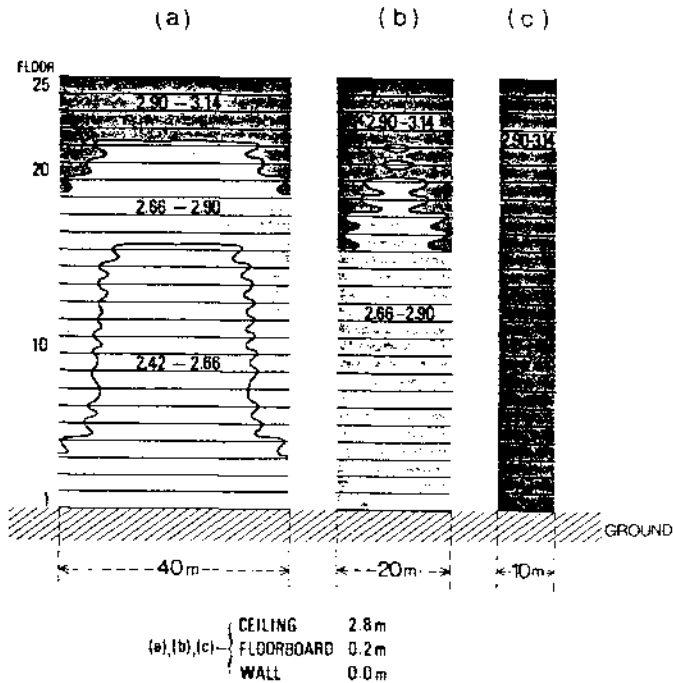 (a) (b) (c)
FLOOR
25
2.90 – 3.14 2.90-3.14 2.90-3.14
20
2.66 – 2.90
2.66-2.90
10
2.42 – 2.66
1
GROUND
40m 20m 10m
CEILING 2.8m
(a),(b),(c) FLOORBOARD 0.2m
WALL 0.0m